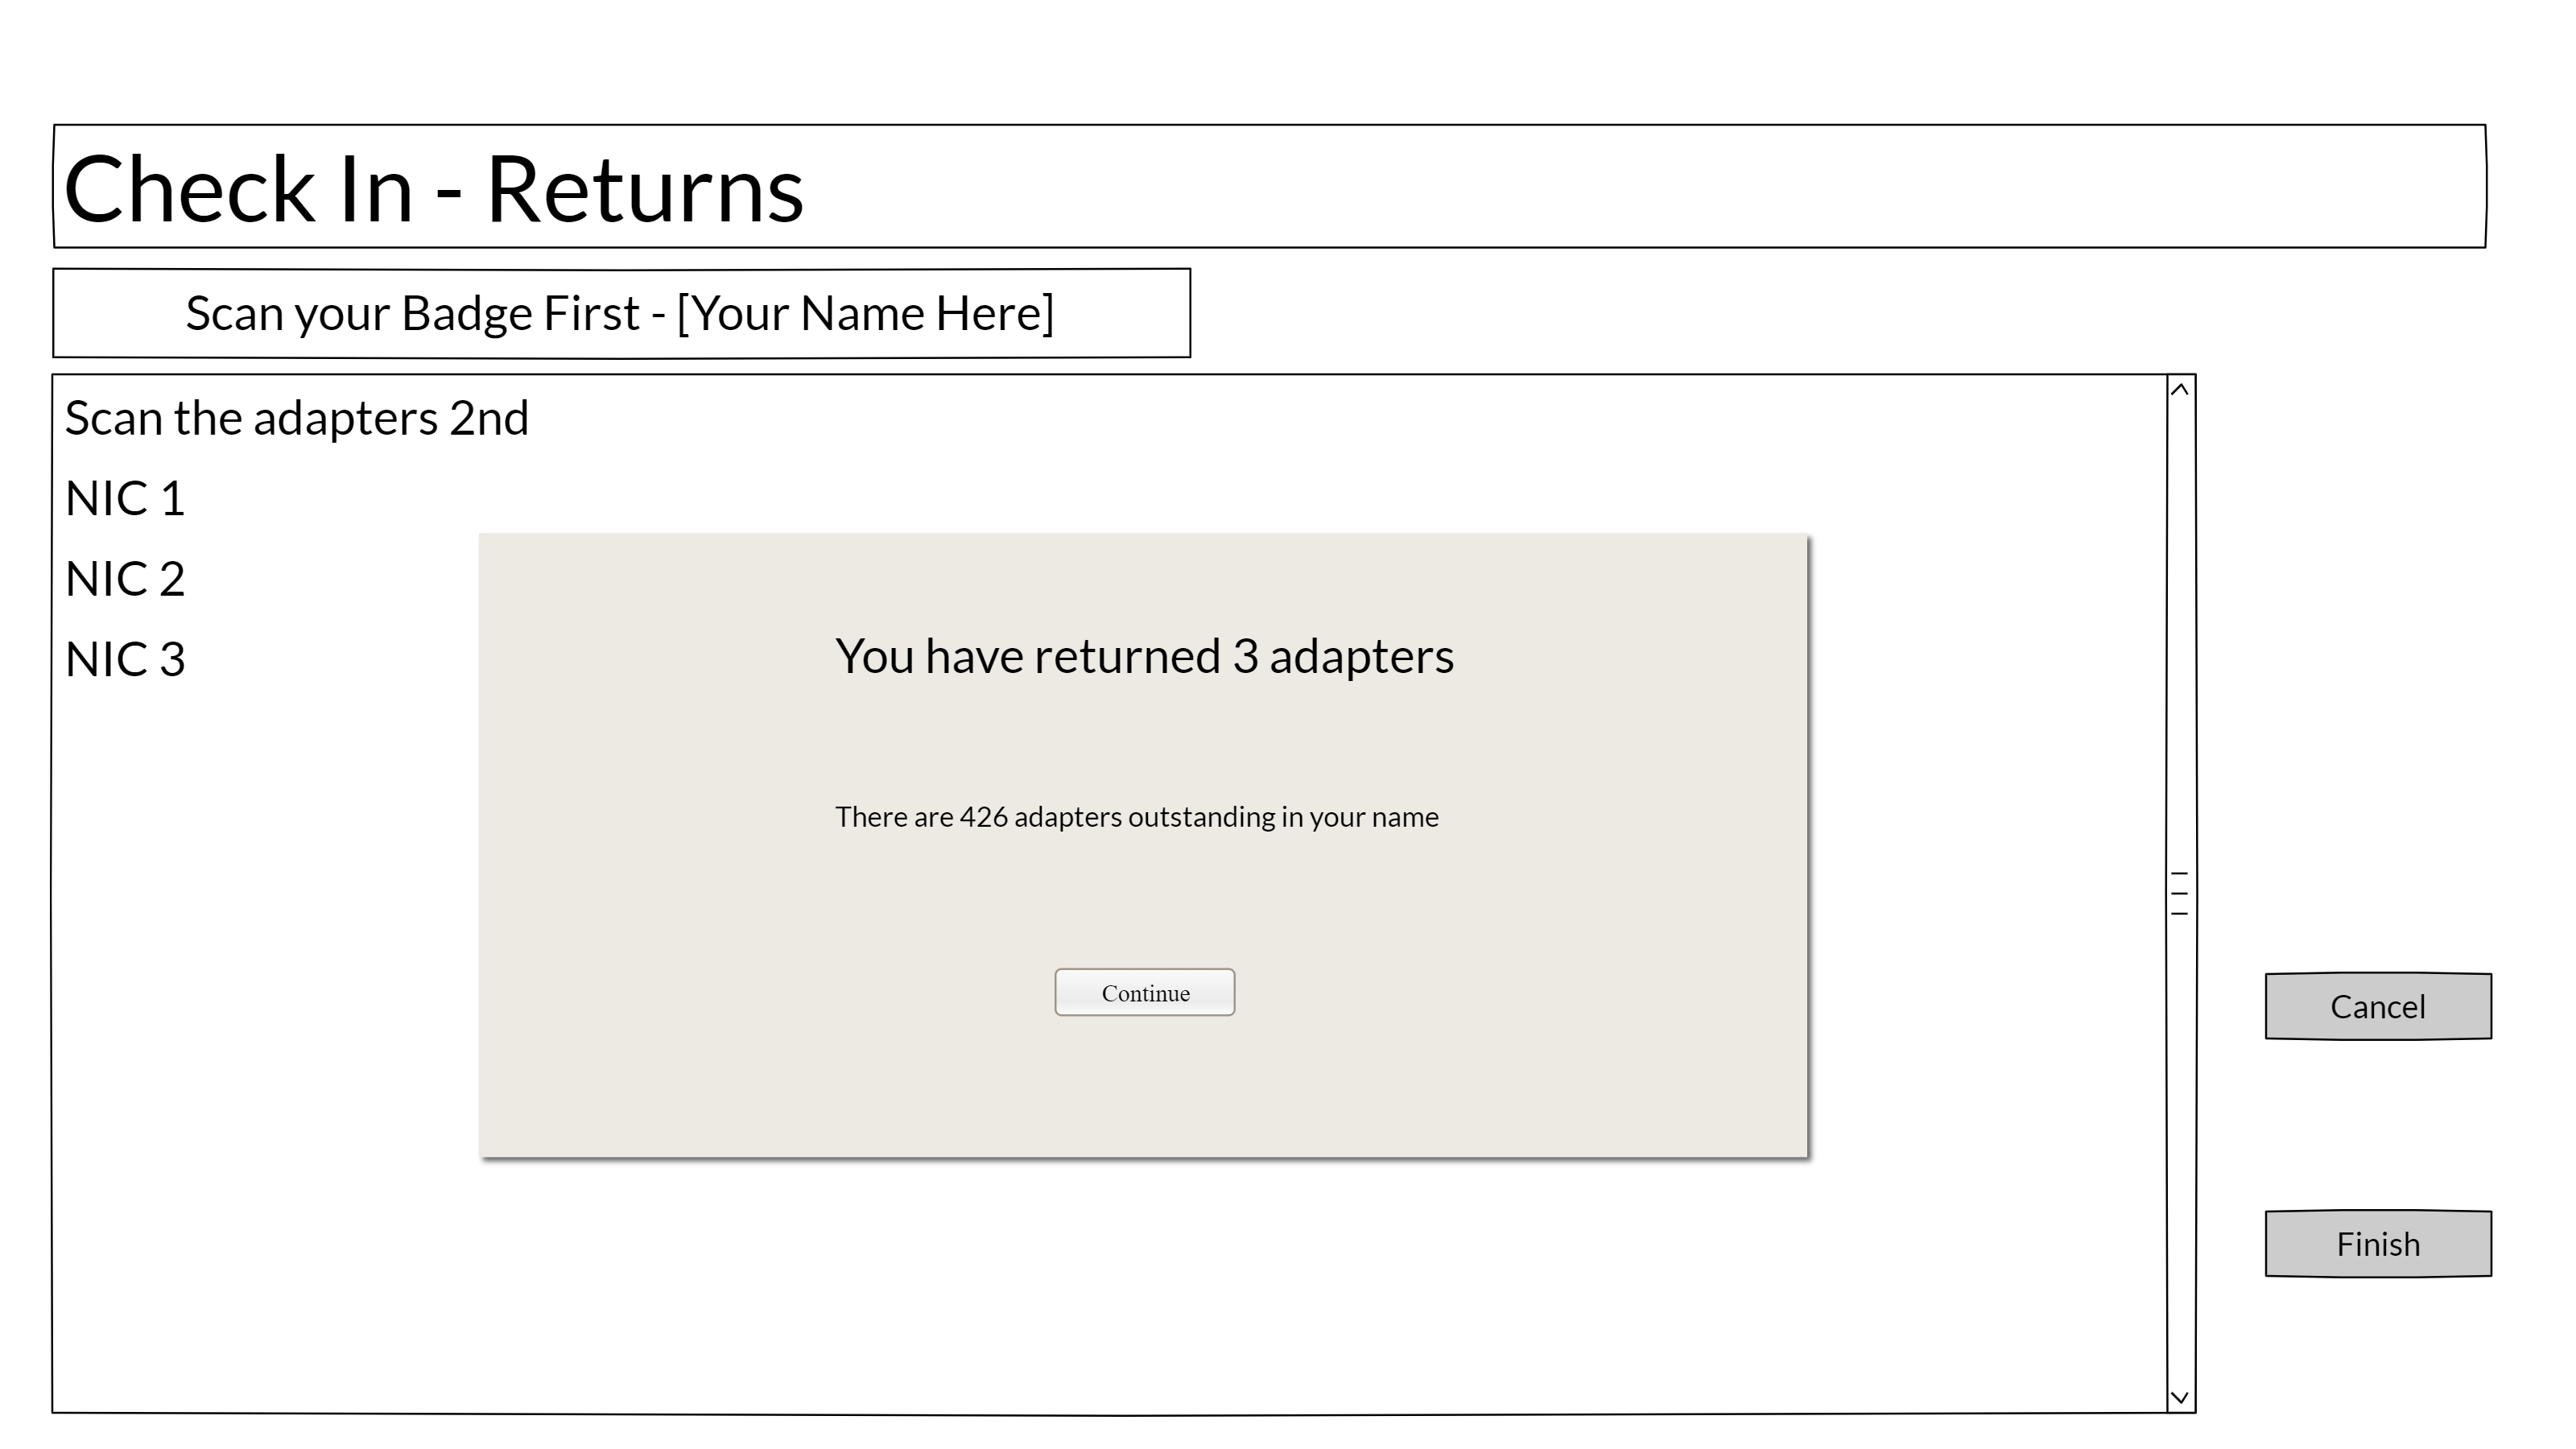 Check In - Returns
Scan your Badge First - [Your Name Here]
Scan the adapters 2nd
NIC 1
NIC 2
NIC 3
You have returned 3 adapters
There are 426 adapters outstanding in your name
Continue
Cancel
Finish